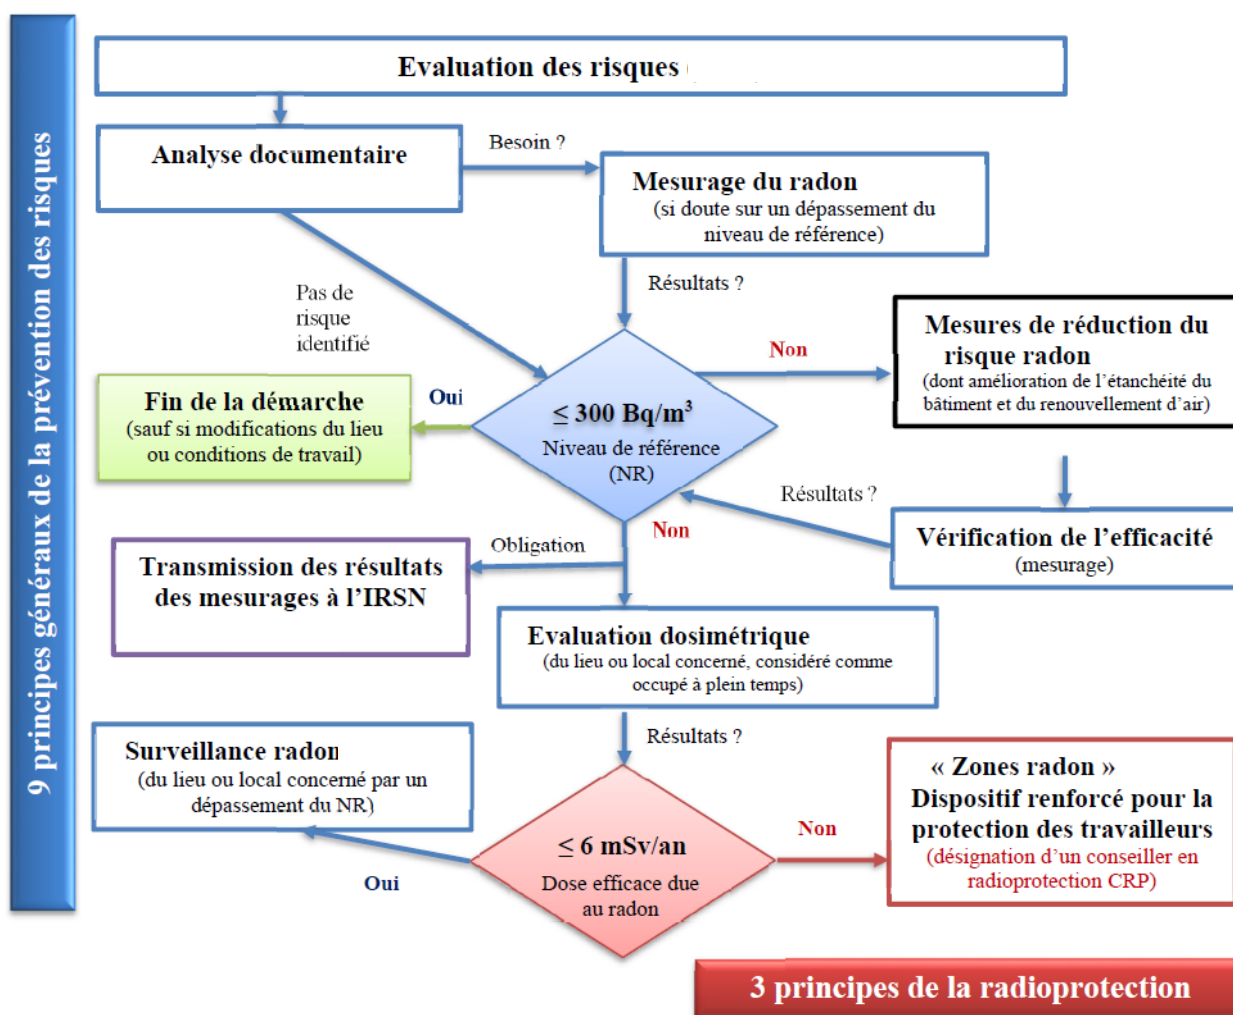 9 principes généraux de la prévention des risques
Evaluation des risques
Analyse documentaire
Besoin ?
Mesurage du radon
(si doute sur un dépassement du
niveau de référence)
Pas de
risque
identifié
Résultats ?
Mesures de réduction du
risque radon
(dont amélioration de l’étanchéité du
bâtiment et du renouvellement d’air)
Non
Fin de la démarche
(sauf si modifications du lieu
ou conditions de travail)
Oui
≤ 300 Bq/m³
Niveau de référence
(NR)
Résultats ?
Vérification de l’efficacité
(mesurage)
Non
Obligation
Transmission des résultats
des mesurages à l’IRSN
Evaluation dosimétrique
(du lieu ou local concerné, considéré comme
occupé à plein temps)
Résultats ?
Surveillance radon
(du lieu ou local concerné par un
dépassement du NR)
Oui
≤ 6 mSv/an
Dose efficace due
au radon
Non
« Zones radon »
Dispositif renforcé pour la
protection des travailleurs
(désignation d’un conseiller en
radioprotection CRP)
3 principes de la radioprotection